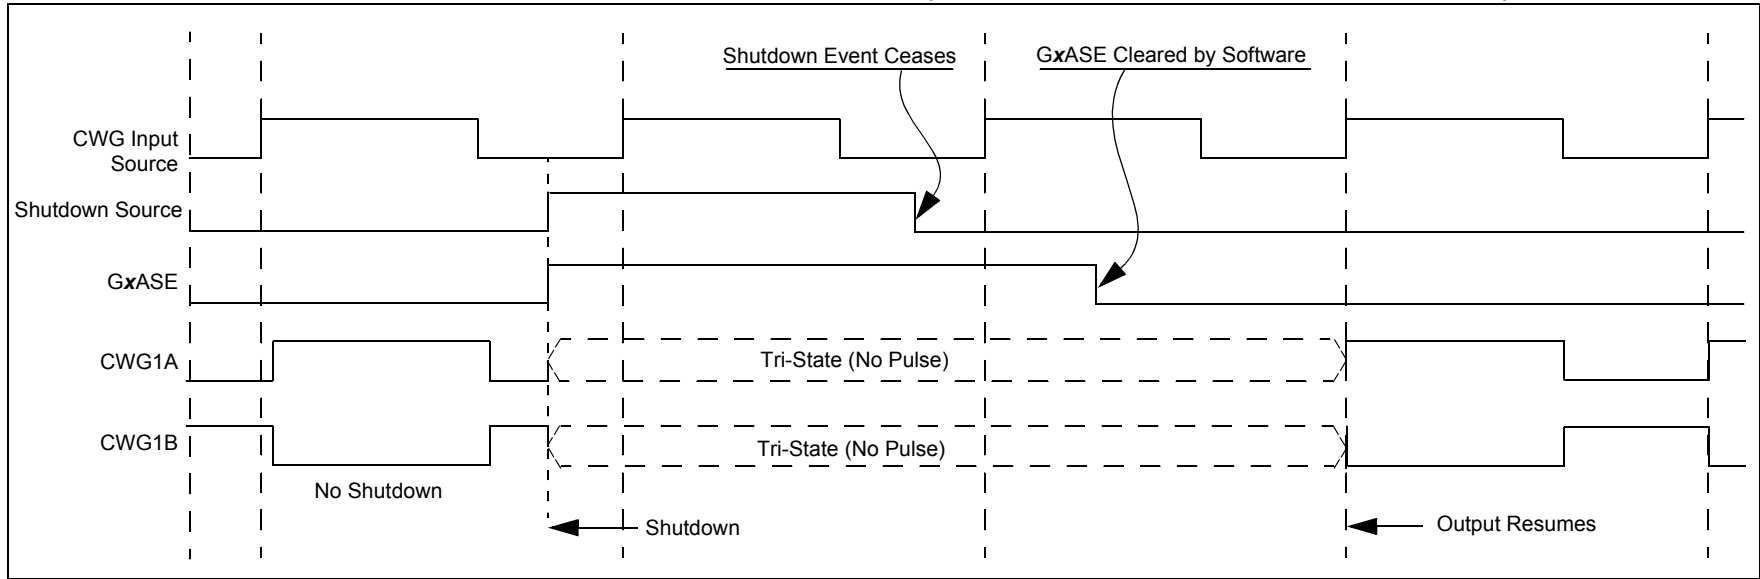 Shutdown Event Ceases
GxASE Cleared by Software
CWG Input
Source
Shutdown Source
GxASE
CWG1A
Tri-State (No Pulse)
CWG1B
Tri-State (No Pulse)
No Shutdown
Shutdown
Output Resumes